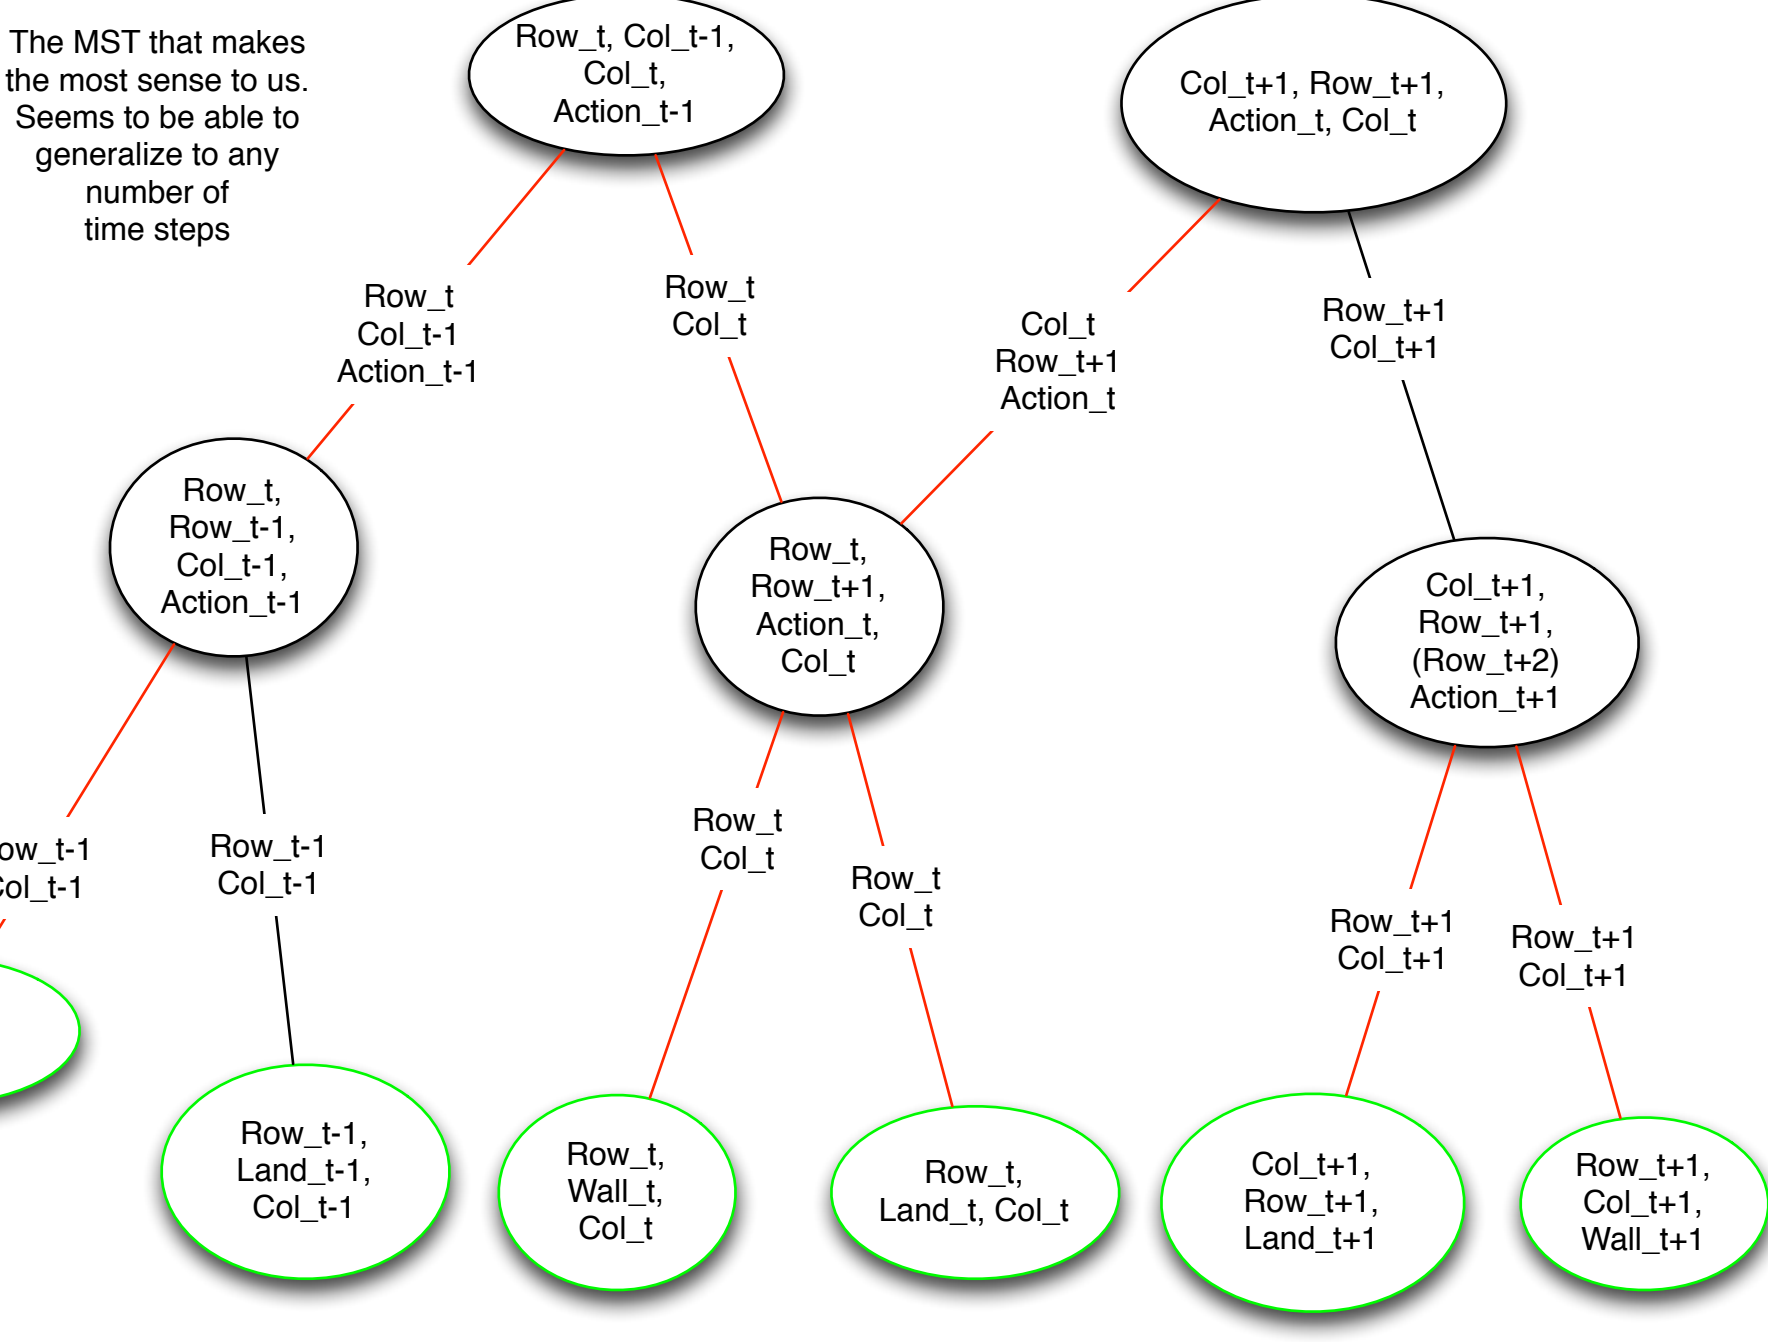 The MST that makes
the most sense to us.
Seems to be able to
generalize to any
number of
time steps
Row_t, Col_t-1,
Col_t,
Action_t-1
Col_t+1, Row_t+1,
Action_t, Col_t
Row_t
Col_t-1
Action_t-1
Row_t
Col_t
Col_t
Row_t+1
Action_t
Row_t+1
Col_t+1
Row_t,
Row_t-1,
Col_t-1,
Action_t-1
Row_t,
Row_t+1,
Action_t,
Col_t
Col_t+1,
Row_t+1,
(Row_t+2)
Action_t+1
ow_t-1
Col_t-1
Row_t-1
Col_t-1
Row_t
Col_t
Row_t
Col_t
Row_t+1
Col_t+1
Row_t+1
Col_t+1
Row_t-1,
Land_t-1,
Col_t-1
Row_t,
Wall_t,
Col_t
Row_t,
Land_t, Col_t
Col_t+1,
Row_t+1,
Land_t+1
Row_t+1,
Col_t+1,
Wall_t+1